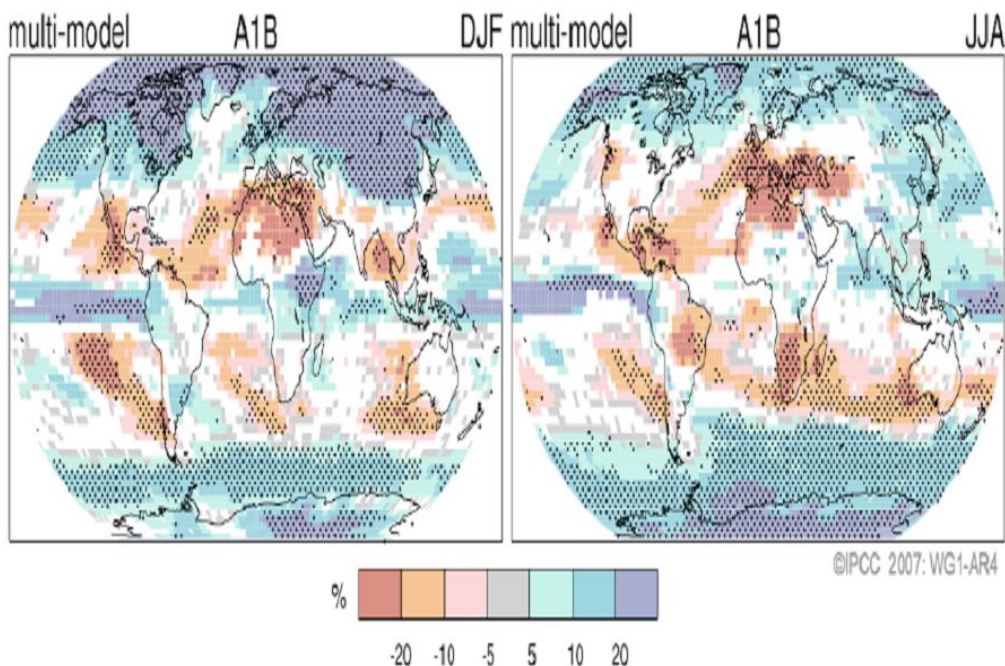 multi-model A1B DJF
multi-model A1B JJA
©IPCC 2007: WG1-AR4
%
-20 -10 -5 5 10 20